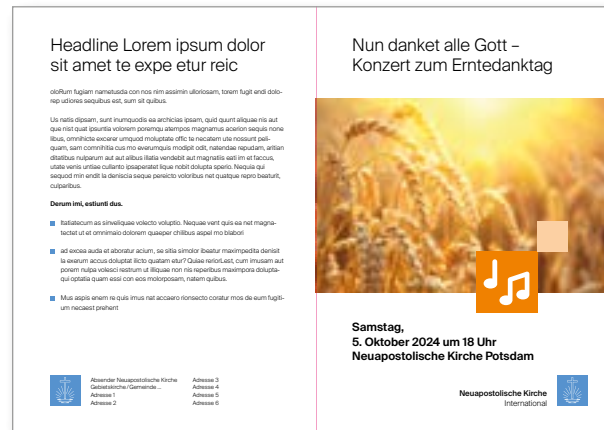 Headline Lorem ipsum dolor
sit amet te expe etur reic
oloRum fugiam nametusda con nos nim assimin ulloriosam, torem fugit endi dolo-
rep udiores sequibus est, sum sit quibus.
Us natis dipsam, sunt inumquodis ea archicias ipsam, quid quunt aliquae nis aut
que nist quat ipsuntia volorem poremqu atempos magnamus acerion sequis none
libus, omnihicte excerer umquod moluptate offic te necatem ute nossunt peli-
quam, sam comnihitia cus mo everumquis modipit odit, natendae repudam, aritian
ditatibus nulparum aut aut alibus illatia vendebit aut magnatiis eati im et faccus,
utate venis untiae cullanto ipsaperatet lique nobit dolupta sperio. Nequia qui
sequod min endit la deniscia seque pereicto voloribus net quatque repro beaturit,
culparibus.
Derum imi, estiunti dus.
Itatiatecum as sinveliquae volecto voluptio. Nequae vent quis ea net magna-
tectet ut et omnimaio dolorem quaeper chilibus aspel mo blabori
ad excea auda et aboratur acium, se sitia simolor ibeatur maximpedita denisit
la exerum accus doluptat ilicto quatam etur? Quiae reriorLest, cum imusam aut
porem nulpa volesci restrum ut illiquae non nis reperibus maximpora dolupta-
qui optatia quam essi con eos molorposam, natem quibus.
Mus aspis enem re quis imus nat accaero rionsecto coratur mos de eum fugiti-
um necaest prehent
Absender Neuapostolische Kirche
Gebietskirche/Gemeinde ...
Adresse 1
Adresse 2
Adresse 3
Adresse 4
Adresse 5
Adresse 6
Nun danket alle Gott –
Konzert zum Erntedanktag
Samstag,
5. Oktober 2024 um 18 Uhr
Neuapostolische Kirche Potsdam
Neuapostolische Kirche
International